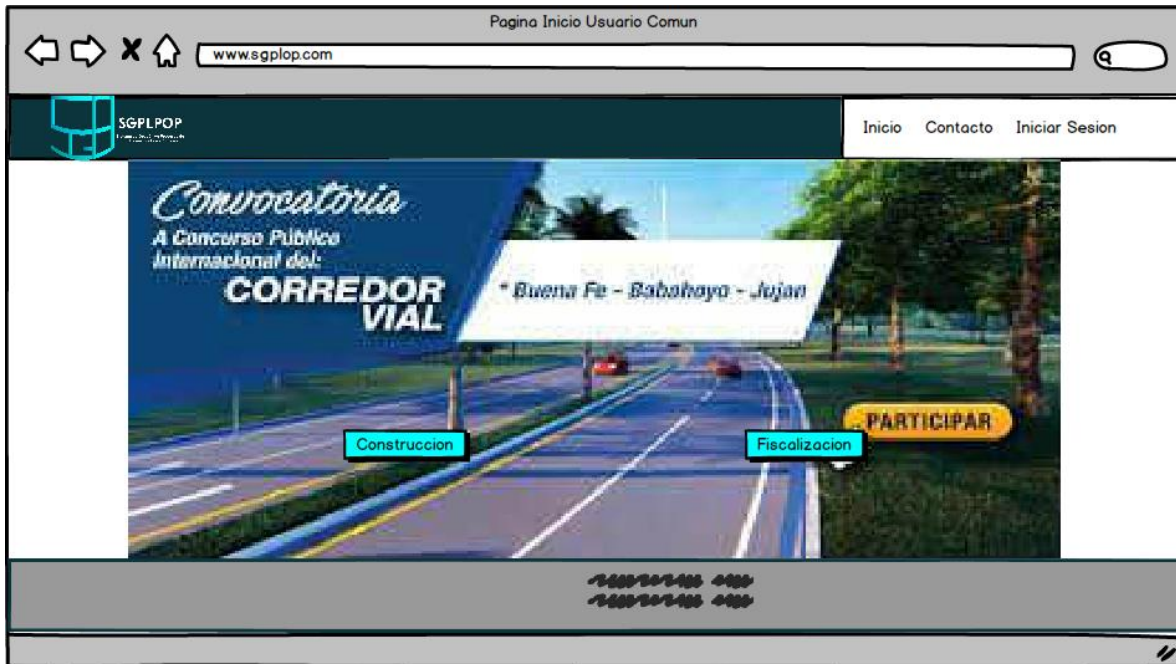 Pagina Inicio Usuario Comun
www.sgplop.com
SGPLPOP
Inicio Contacto Iniciar Sesion
Convocatoria
A Concurso Público
Internacional del:
CORREDOR
VIAL
* Buena Fe - Babahoyo - Jujan
PARTICIPAR
Construccion
Fiscalizacion